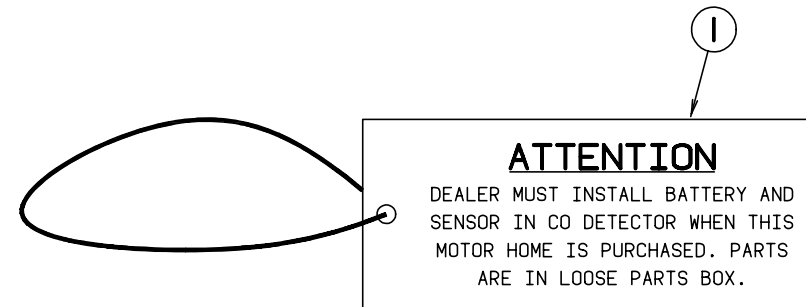 1
ATTENTION
DEALER MUST INSTALL BATTERY AND
SENSOR IN CO DETECTOR WHEN THIS
MOTOR HOME IS PURCHASED. PARTS
ARE IN LOOSE PARTS BOX.